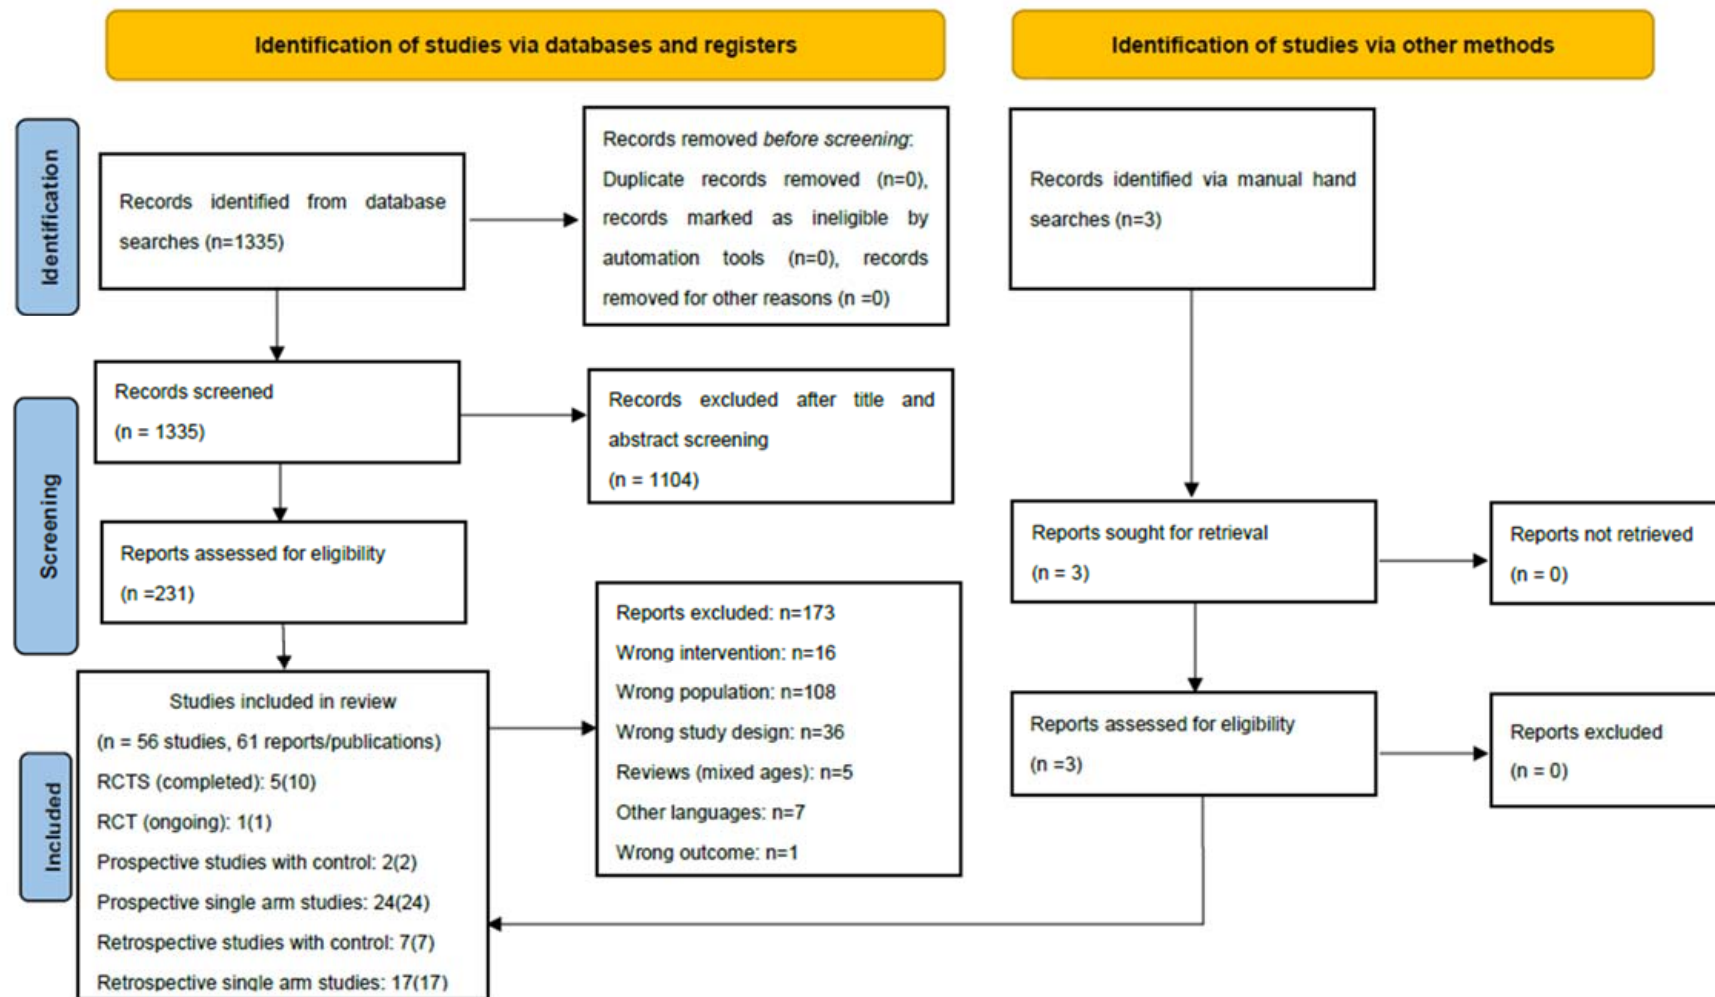 Identification of studies via databases and registers
Identification of studies via other methods
Identification
Records identified from database
searches (n=1335)
Records removed before screening:
Duplicate records removed (n=0),
records marked as ineligible by
automation tools (n=0), records
removed for other reasons (n =0)
Records identified via manual hand
searches (n=3)
Screening
Records screened
(n = 1335)
Records excluded after title and
abstract screening
(n = 1104)
Reports assessed for eligibility
(n =231)
Reports sought for retrieval
(n = 3)
Reports not retrieved
(n = 0)
Reports excluded: n=173
Wrong intervention: n=16
Wrong population: n=108
Wrong study design: n=36
Reviews (mixed ages): n=5
Other languages: n=7
Wrong outcome: n=1
Reports assessed for eligibility
(n =3)
Reports excluded
(n = 0)
Included
Studies included in review
(n = 56 studies, 61 reports/publications)
RCTS (completed): 5(10)
RCT (ongoing): 1(1)
Prospective studies with control: 2(2)
Prospective single arm studies: 24(24)
Retrospective studies with control: 7(7)
Retrospective single arm studies: 17(17)